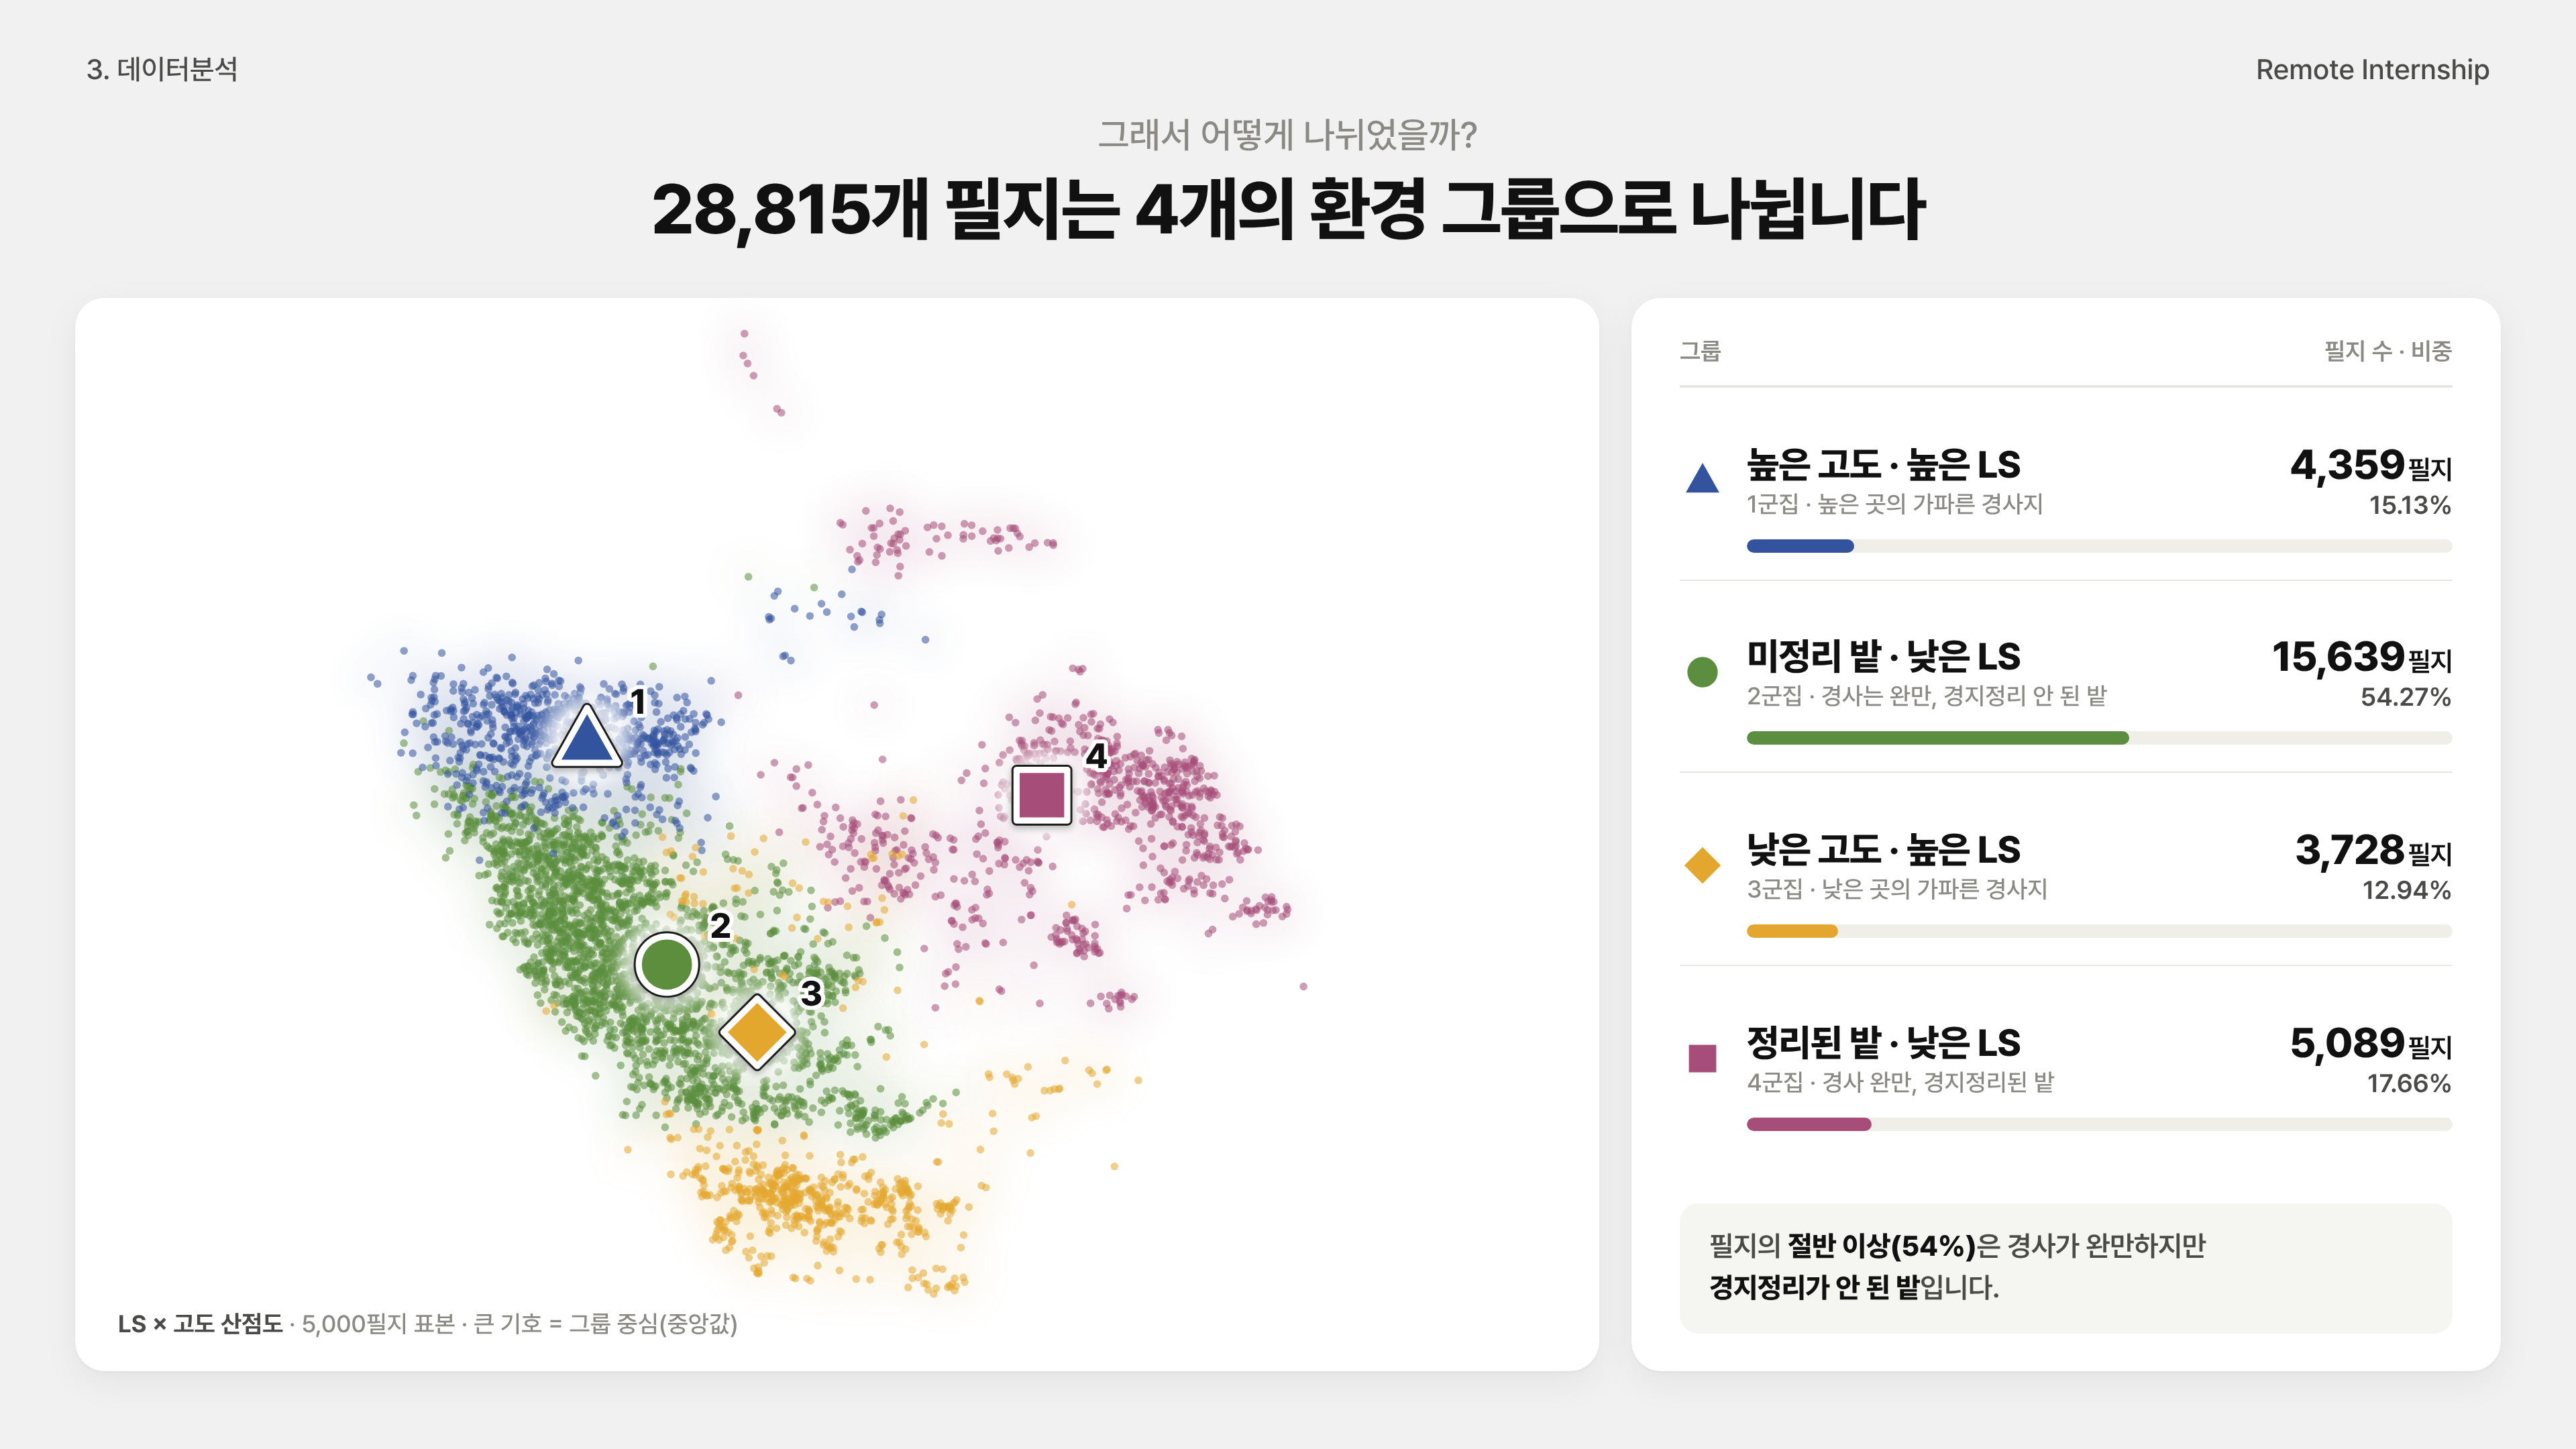 3. 데이터분석
Remote Internship
그래서 어떻게 나뉘었을까?
28,815개 필지는 4개의 환경 그룹으로 나뉩니다
1
4
2
3
LS × 고도 산점도 · 5,000필지 표본 · 큰 기호 = 그룹 중심(중앙값)
그룹
필지 수 · 비중
높은 고도 · 높은 LS
4,359필지
1군집 · 높은 곳의 가파른 경사지
15.13%
미정리 밭 · 낮은 LS
15,639필지
2군집 · 경사는 완만, 경지정리 안 된 밭
54.27%
낮은 고도 · 높은 LS
3,728필지
3군집 · 낮은 곳의 가파른 경사지
12.94%
정리된 밭 · 낮은 LS
5,089필지
4군집 · 경사 완만, 경지정리된 밭
17.66%
필지의 절반 이상(54%)은 경사가 완만하지만
경지정리가 안 된 밭입니다.